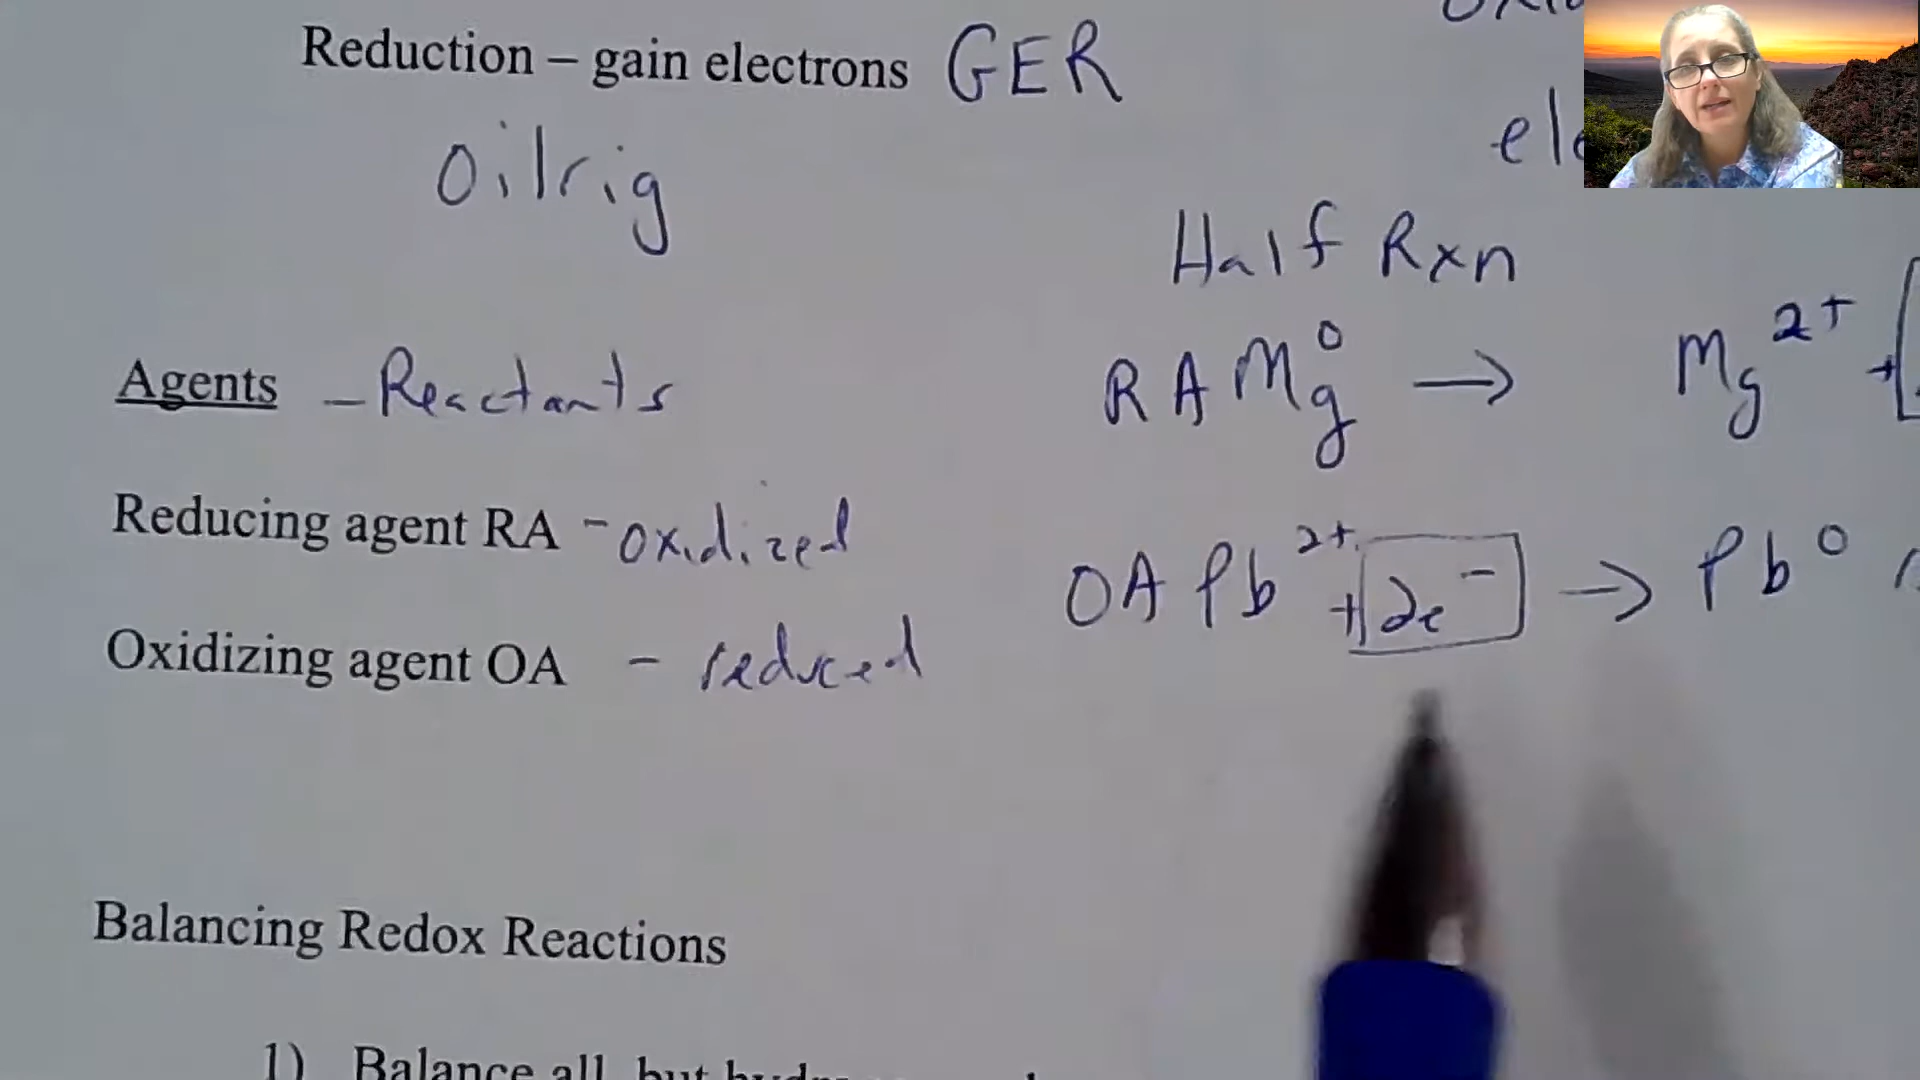 Reduction – gain electrons GER
oilrig
ele
Half Rxn
Agents – Reactants
RA Mg⁰ → Mg²⁺ +
Reducing agent RA – oxidized
OA Pb²⁺ + 2e⁻ → Pb⁰
Oxidizing agent OA – reduced
Balancing Redox Reactions
1) Balance all but